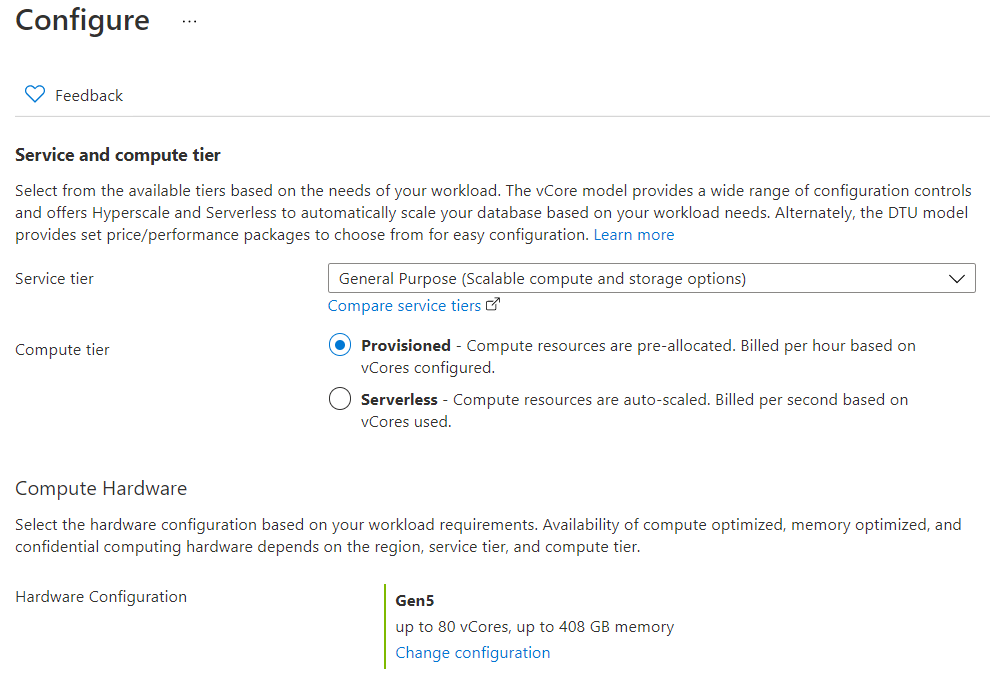 Configure ...
Feedback
Service and compute tier
Select from the available tiers based on the needs of your workload. The vCore model provides a wide range of configuration controls
and offers Hyperscale and Serverless to automatically scale your database based on your workload needs. Alternately, the DTU model
provides set price/performance packages to choose from for easy configuration. Learn more
Service tier
General Purpose (Scalable compute and storage options)
Compare service tiers
Compute tier
Provisioned - Compute resources are pre-allocated. Billed per hour based on
vCores configured.
Serverless - Compute resources are auto-scaled. Billed per second based on
vCores used.
Compute Hardware
Select the hardware configuration based on your workload requirements. Availability of compute optimized, memory optimized, and
confidential computing hardware depends on the region, service tier, and compute tier.
Hardware Configuration
Gen5
up to 80 vCores, up to 408 GB memory
Change configuration